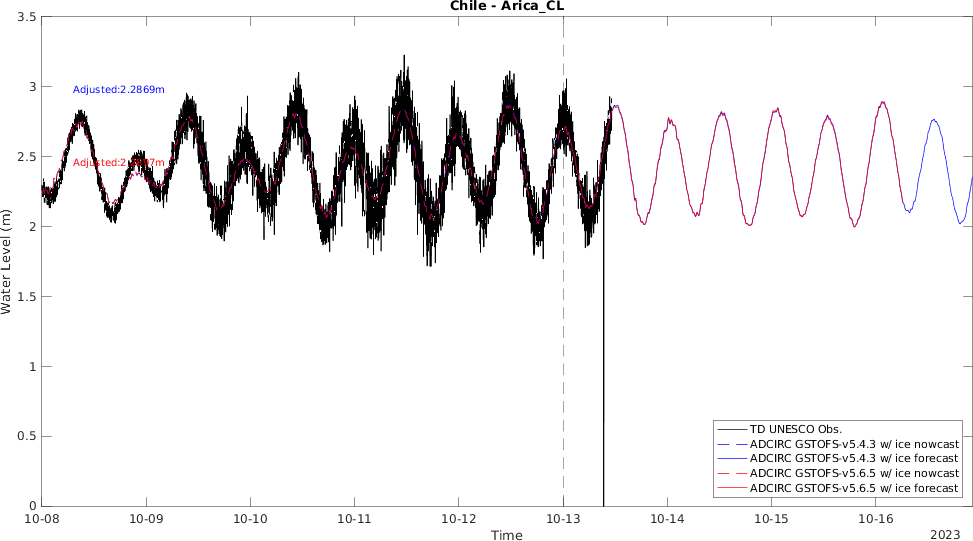 Chile - Arica_CL
3.5
3
2.5
2
1.5
1
0.5
0
Water Level (m)
Adjusted:2.2869m
10-08
10-09
10-10
10-11
10-12
10-13
10-14
10-15
10-16
Time
2023
TD UNESCO Obs.
ADCIRC GSTOFS-v5.4.3 w/ ice nowcast
ADCIRC GSTOFS-v5.4.3 w/ ice forecast
ADCIRC GSTOFS-v5.6.5 w/ ice nowcast
ADCIRC GSTOFS-v5.6.5 w/ ice forecast